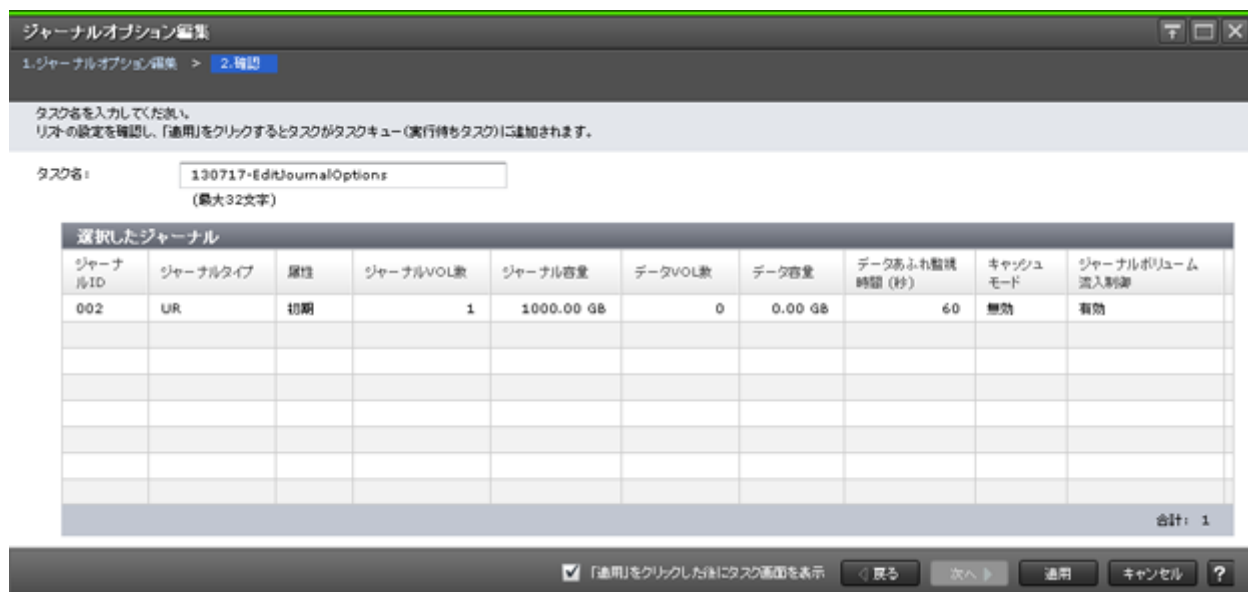 ジャーナルオプション編集
1.ジャーナルオプション編集 > 2.確認
タスク名を入力してください。
リストの設定を確認し、「適用」をクリックするとタスクがタスクキュー(実行待ちタスク)に追加されます。
タスク名: 130717-EditJournalOptions
(最大32文字)
選択したジャーナル
ジャーナルID ジャーナルタイプ 属性 ジャーナルVOL数 ジャーナル容量 データVOL数 データ容量 データあふれ監視時間 (秒) キャッシュモード ジャーナルボリューム流入制御
002 UR 初期 1 1000.00 GB 0 0.00 GB 60 無効 有効
合計: 1
「適用」をクリックした後にタスク画面を表示 戻る 次へ 適用 キャンセル ?